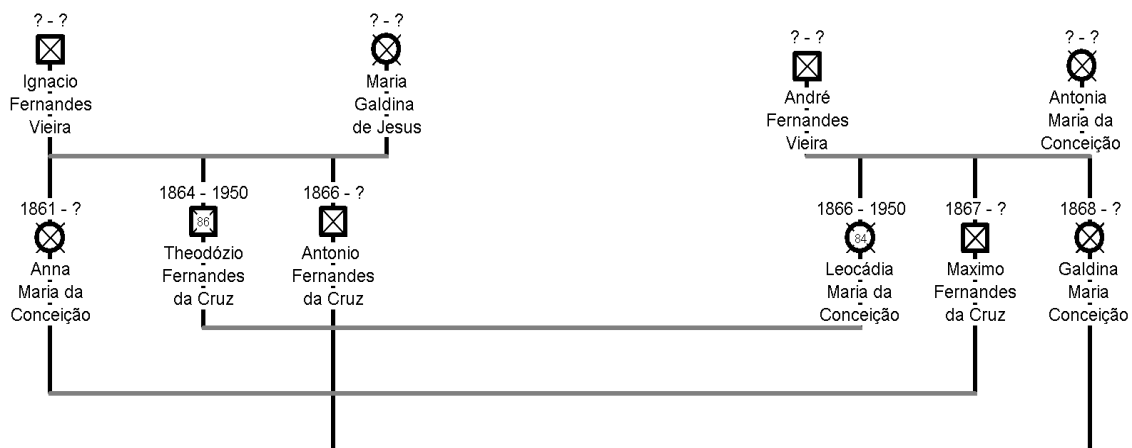 ? - ?
Ignacio
Fernandes
Vieira
? - ?
Maria
Galdina
de Jesus
? - ?
André
Fernandes
Vieira
? - ?
Antonia
Maria da
Conceição
1861 - ?
Anna
Maria da
Conceição
1864 - 1950
86
Theodózio
Fernandes
da Cruz
1866 - ?
Antonio
Fernandes
da Cruz
1866 - 1950
84
Leocádia
Maria da
Conceição
1867 - ?
Maximo
Fernandes
da Cruz
1868 - ?
Galdina
Maria
Conceição